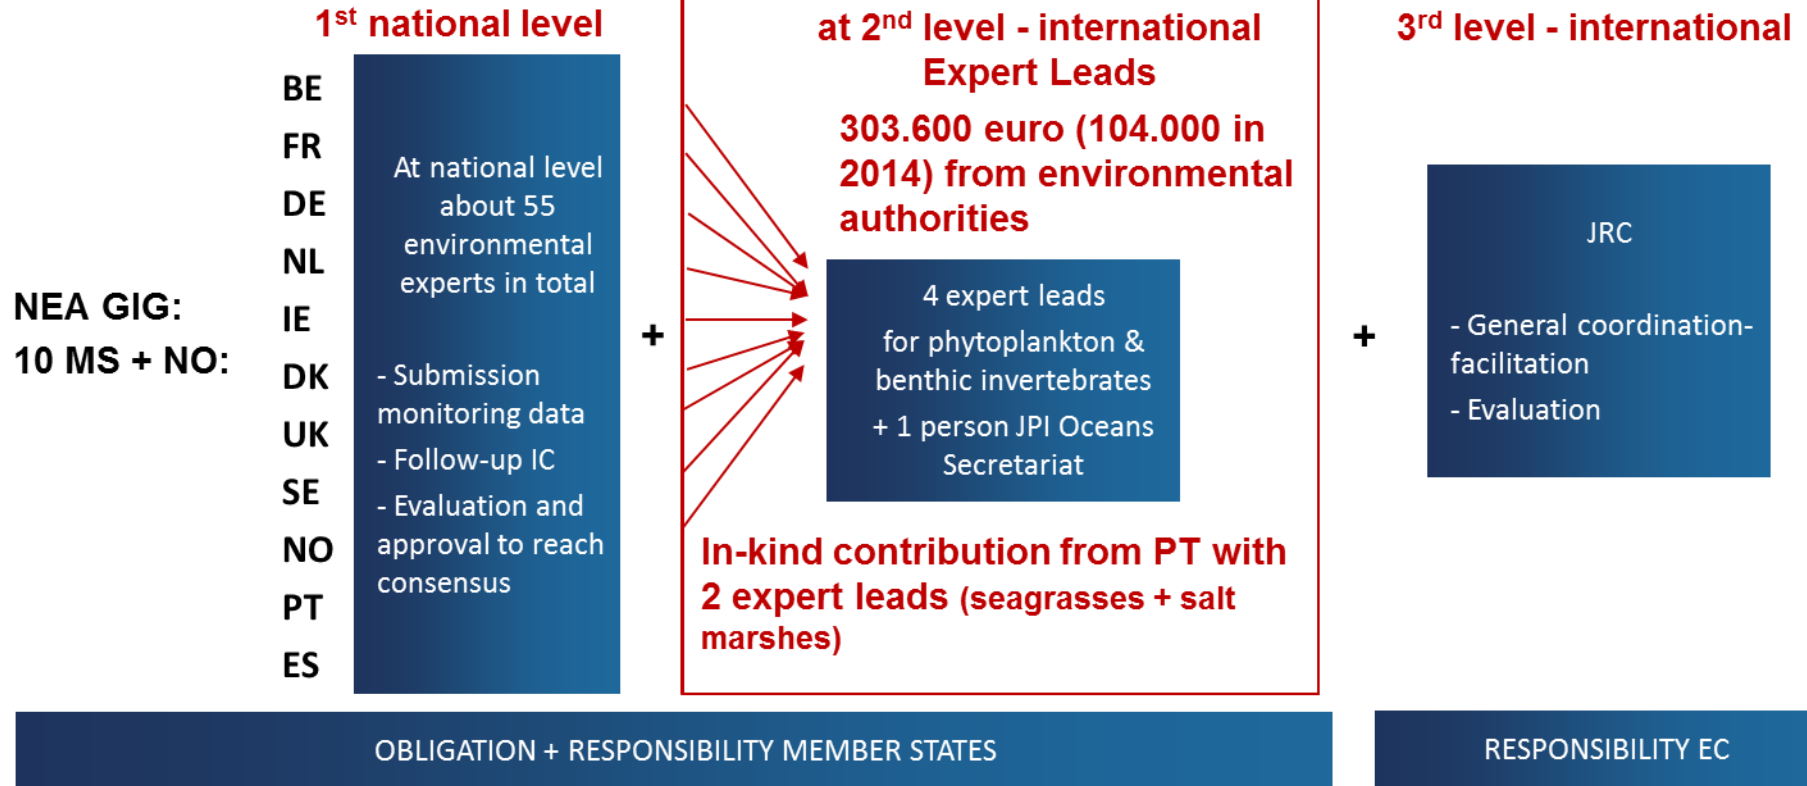 NEA GIG:
10 MS + NO:
1st national level
BE
FR
DE
NL
IE
DK
UK
SE
NO
PT
ES
At national level
about 55
environmental
experts in total
- Submission
monitoring data
- Follow-up IC
- Evaluation and
approval to reach
consensus
+
at 2nd level - international
Expert Leads
303.600 euro (104.000 in
2014) from environmental
authorities
4 expert leads
for phytoplankton &
benthic invertebrates
+ 1 person JPI Oceans
Secretariat
In-kind contribution from PT with
2 expert leads (seagrasses + salt
marshes)
+
3rd level - international
JRC
- General coordination-
facilitation
- Evaluation
OBLIGATION + RESPONSIBILITY MEMBER STATES
RESPONSIBILITY EC